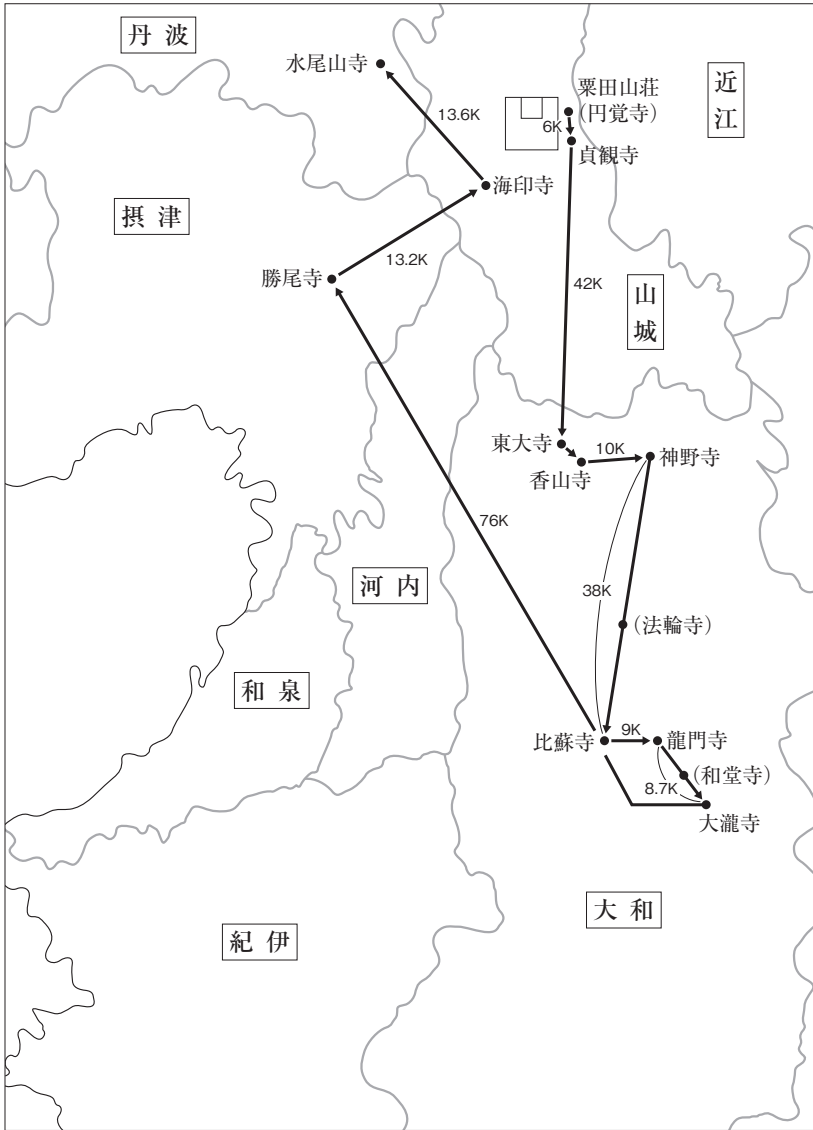 丹波
水尾山寺
近江
粟田山荘
(円覚寺)
13.6K
6K
貞観寺
海印寺
摂津
13.2K
勝尾寺
42K
山城
東大寺
10K
神野寺
香山寺
76K
河内
38K
(法輪寺)
和泉
比蘇寺
9K
龍門寺
(和堂寺)
8.7K
大瀧寺
大和
紀伊